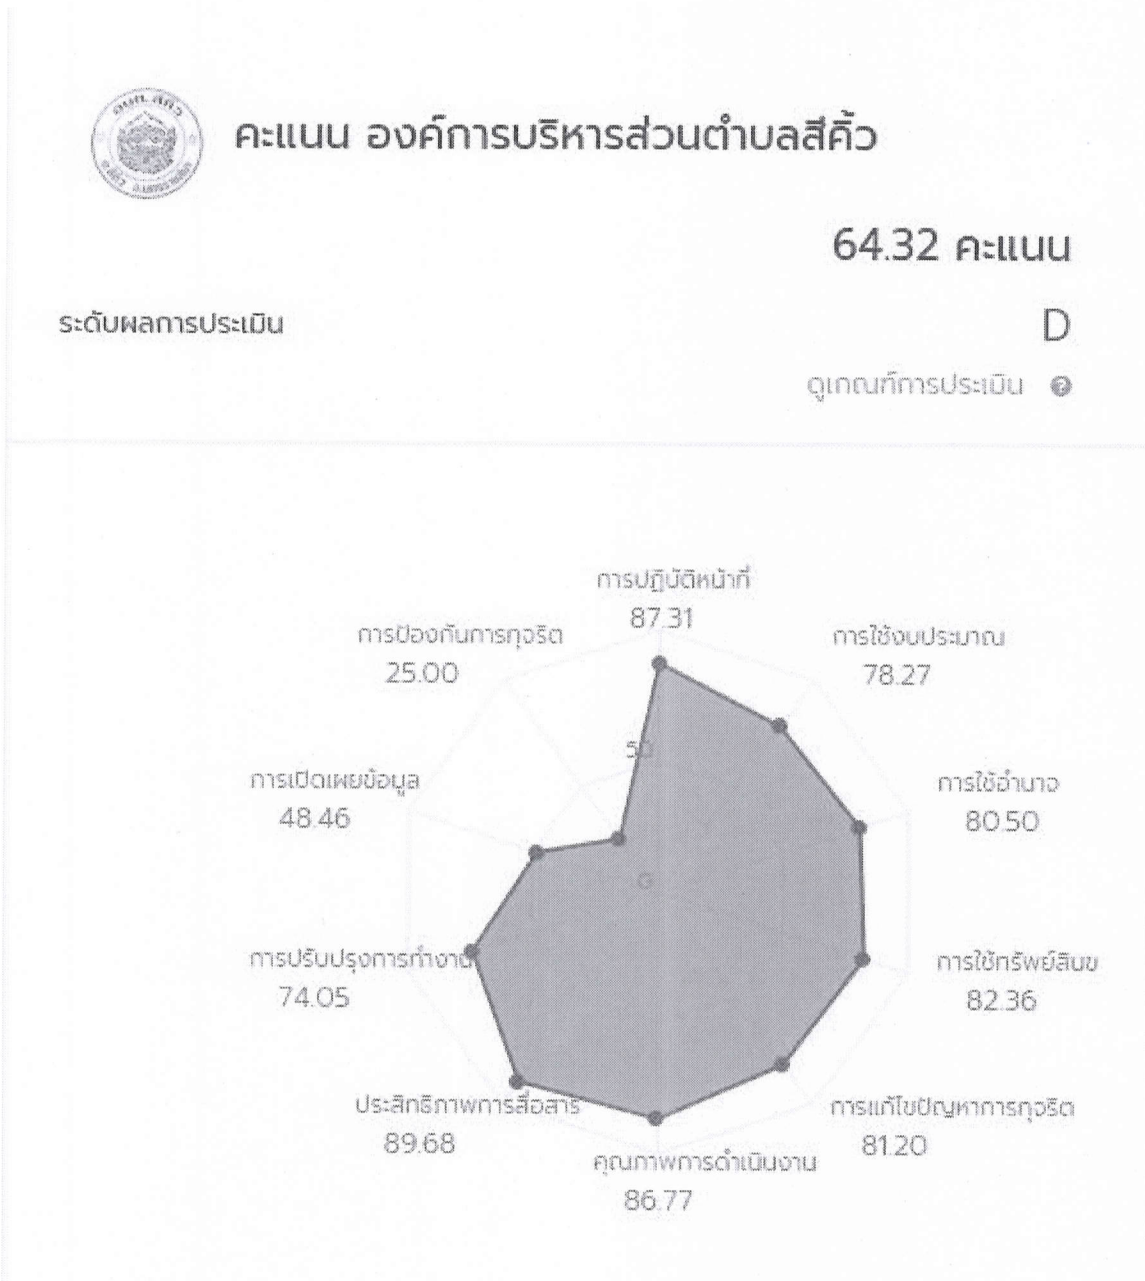 อบต.สีคิ้ว
คะแนน องค์การบริหารส่วนตำบลสีคิ้ว
64.32 คะแนน
ระดับผลการประเมิน
D
ดูเกณฑ์การประเมิน ?
การปฏิบัติหน้าที่
87.31
การป้องกันการทุจริต
25.00
การใช้งบประมาณ
78.27
50
การเปิดเผยข้อมูล
48.46
การใช้อำนาจ
80.50
0
การปรับปรุงการทำงาน
74.05
การใช้ทรัพย์สินข
82.36
ประสิทธิภาพการสื่อสาร
89.68
การแก้ไขปัญหาการทุจริต
81.20
คุณภาพการดำเนินงาน
86.77